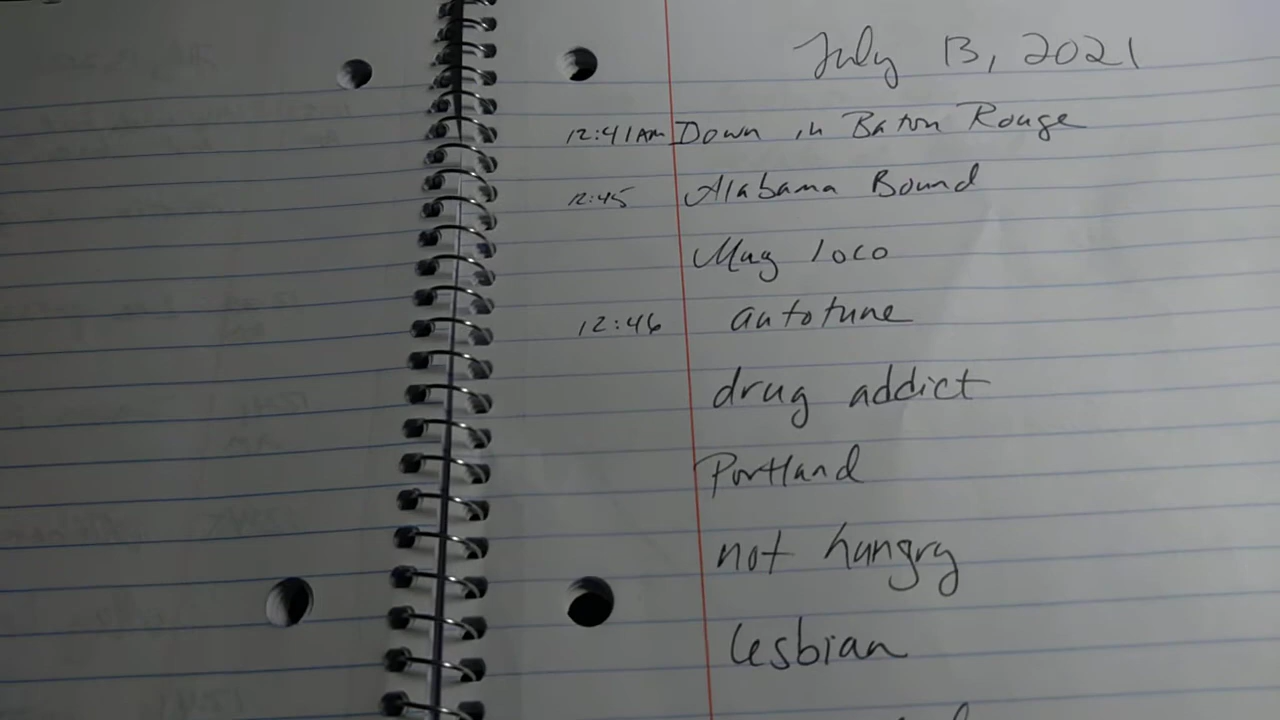 July 13, 2021
12:41AM Down in Baton Rouge
12:45 Alabama Bound
Muy loco
12:46 autotune
drug addict
Portland
not hungry
lesbian